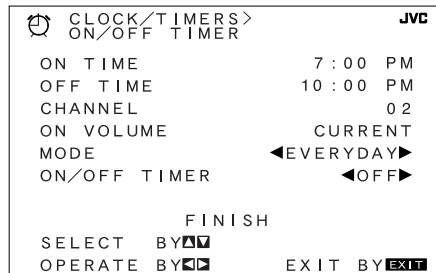 CLOCK/TIMERS> JVC
ON/OFF TIMER
ON TIME 7:00 PM
OFF TIME 10:00 PM
CHANNEL 02
ON VOLUME CURRENT
MODE ◀EVERYDAY▶
ON/OFF TIMER ◀OFF▶
FINISH
SELECT BY▲▼
OPERATE BY◀▶ EXIT BY EXIT